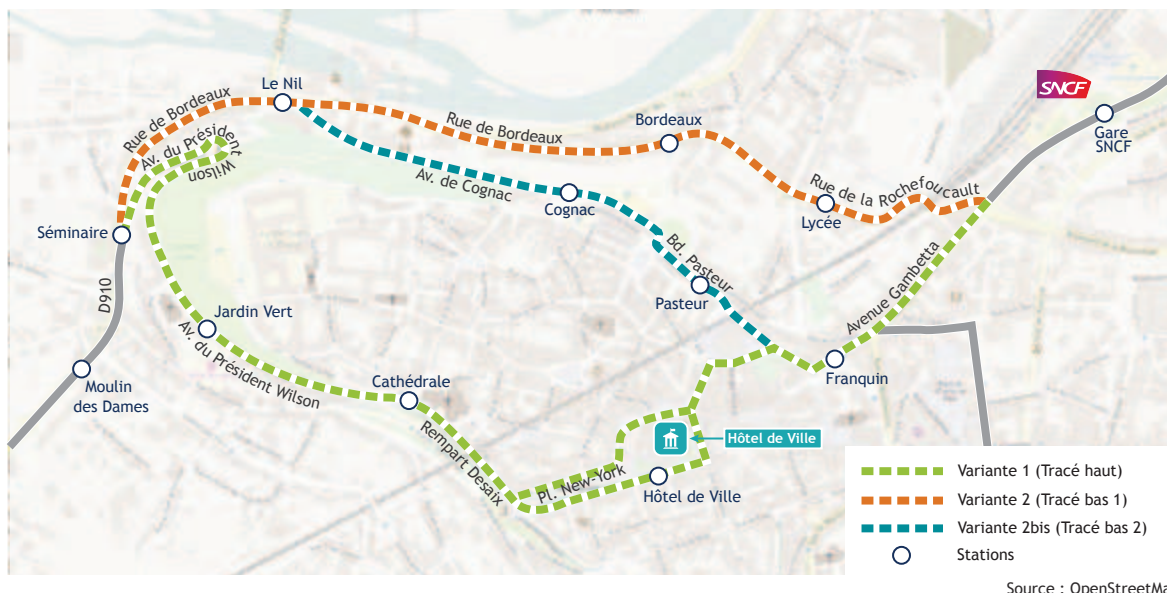 SNCF
Le Nil
Rue de Bordeaux
Rue de Bordeaux
Bordeaux
Gare
SNCF
Av. du Président
Wilson
Av. de Cognac
Cognac
Rue de la Rochefoucault
Lycée
Séminaire
D910
Bd. Pasteur
Pasteur
Avenue Gambetta
Jardin Vert
Av. du Président Wilson
Moulin
des Dames
Cathédrale
Franquin
Rempart Desaix
Hôtel de Ville
Pl. New-York
Hôtel de Ville
Variante 1 (Tracé haut)
Variante 2 (Tracé bas 1)
Variante 2bis (Tracé bas 2)
Stations
Source : OpenStreetMa